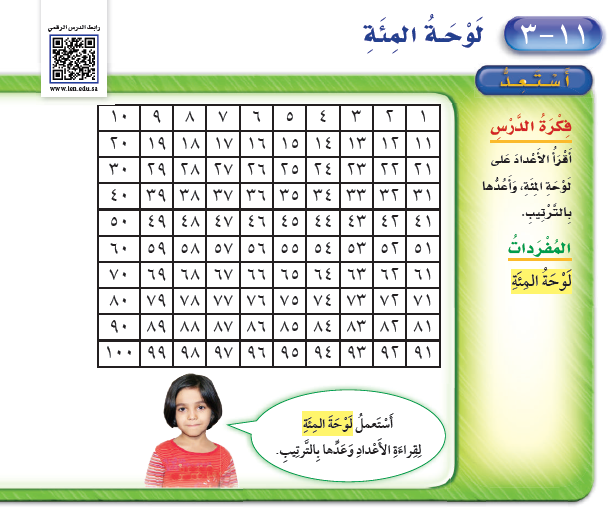 ١١-٣ لَوْحَةُ المِئَةِ
رابط الدرس الرقمي
www.ien.edu.sa
أَسْتَعِدُّ
فِكْرَةُ الدَّرْسِ
أَقْرَأُ الأَعْدادَ عَلى
لَوْحَةِ المِئَةِ، وَأَعُدُّها
بِالتَّرْتِيبِ.
المُفْرَداتُ
لَوْحَةُ المِئَةِ
١ ٢ ٣ ٤ ٥ ٦ ٧ ٨ ٩ ١٠
١١ ١٢ ١٣ ١٤ ١٥ ١٦ ١٧ ١٨ ١٩ ٢٠
٢١ ٢٢ ٢٣ ٢٤ ٢٥ ٢٦ ٢٧ ٢٨ ٢٩ ٣٠
٣١ ٣٢ ٣٣ ٣٤ ٣٥ ٣٦ ٣٧ ٣٨ ٣٩ ٤٠
٤١ ٤٢ ٤٣ ٤٤ ٤٥ ٤٦ ٤٧ ٤٨ ٤٩ ٥٠
٥١ ٥٢ ٥٣ ٥٤ ٥٥ ٥٦ ٥٧ ٥٨ ٥٩ ٦٠
٦١ ٦٢ ٦٣ ٦٤ ٦٥ ٦٦ ٦٧ ٦٨ ٦٩ ٧٠
٧١ ٧٢ ٧٣ ٧٤ ٧٥ ٧٦ ٧٧ ٧٨ ٧٩ ٨٠
٨١ ٨٢ ٨٣ ٨٤ ٨٥ ٨٦ ٨٧ ٨٨ ٨٩ ٩٠
٩١ ٩٢ ٩٣ ٩٤ ٩٥ ٩٦ ٩٧ ٩٨ ٩٩ ١٠٠
أَسْتَعملُ لَوْحَةَ المِئَةِ
لِقِراءَةِ الأَعْدادِ وَعَدِّها بِالتَّرتِيبِ.